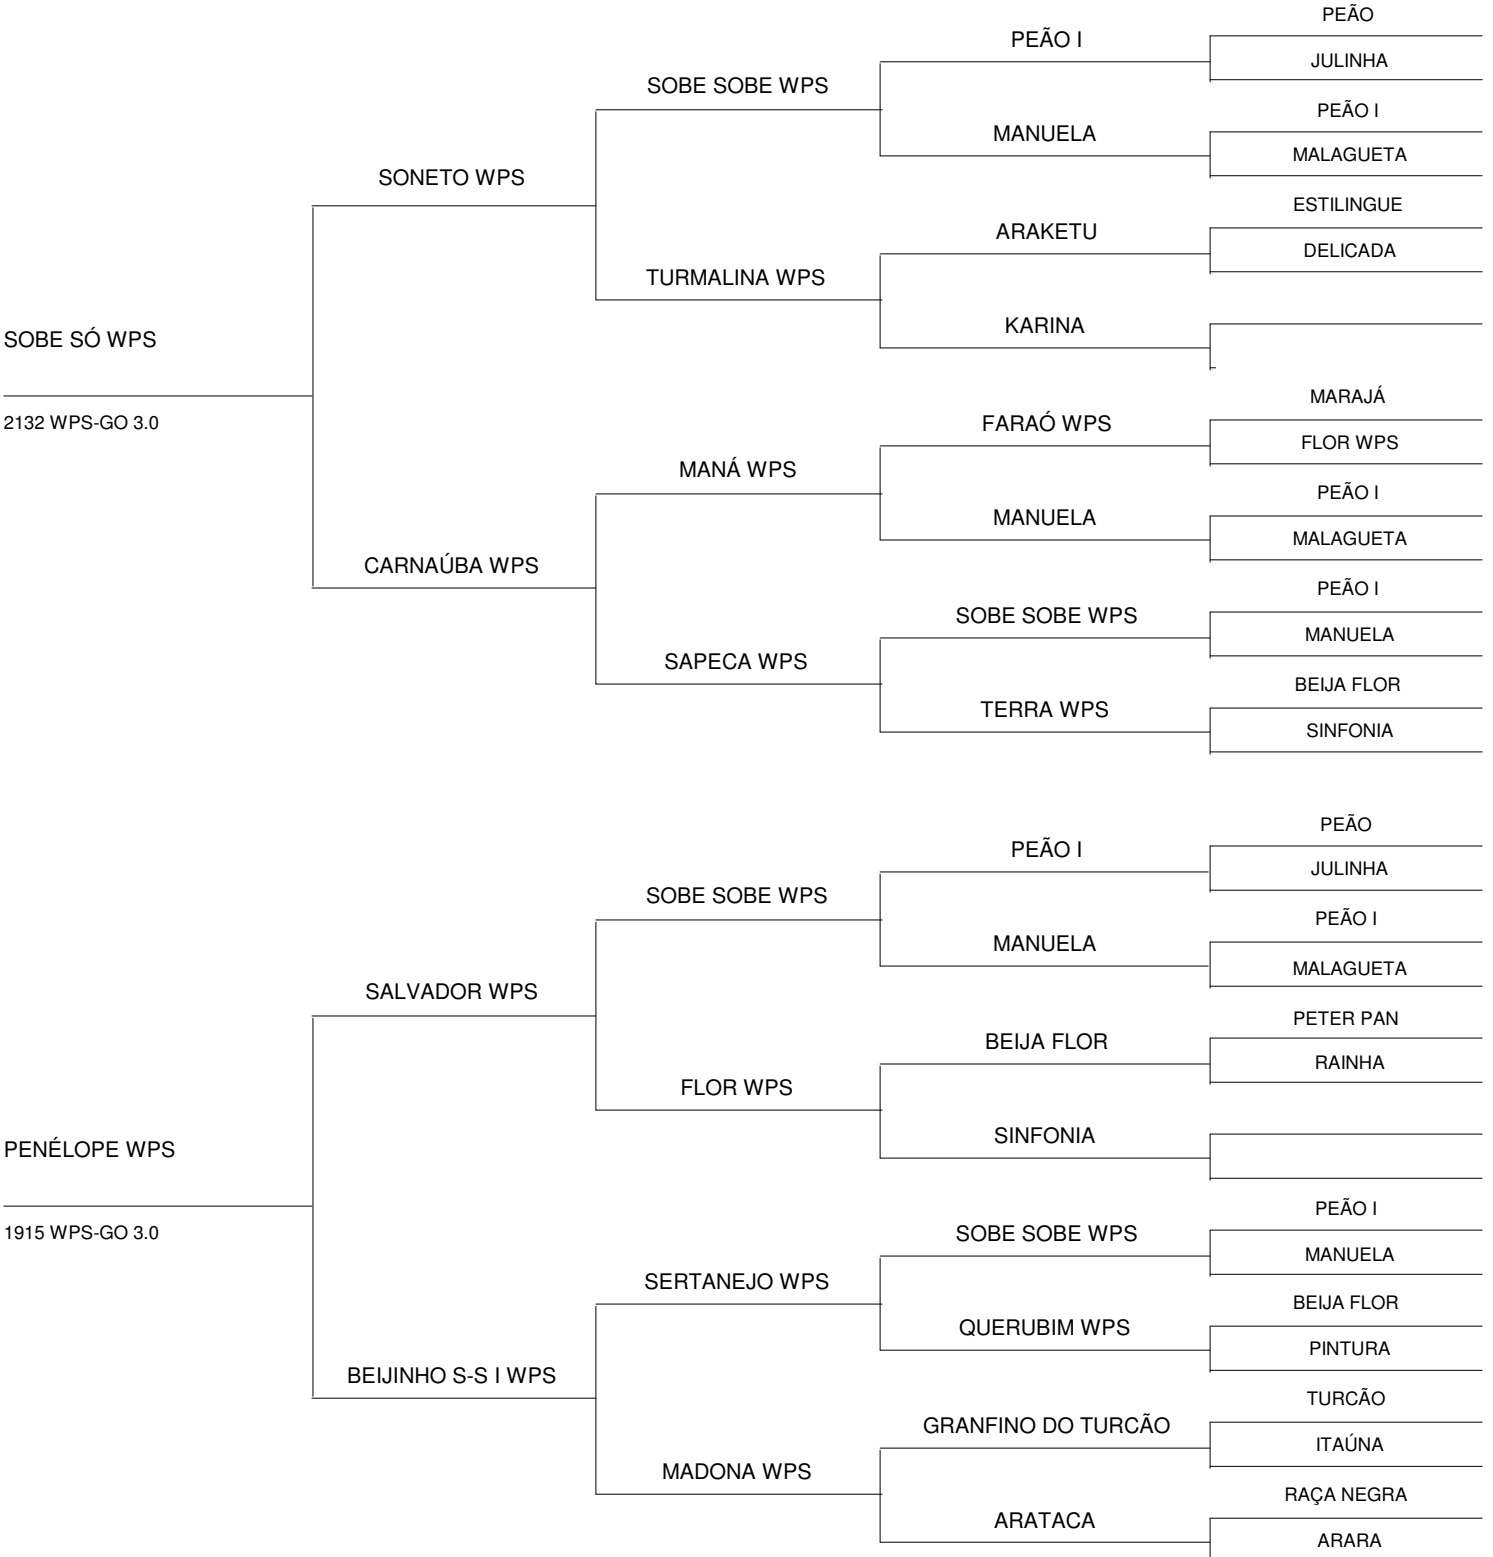 PEÃO
PEÃO I
JULINHA
SOBE SOBE WPS
PEÃO I
MANUELA
MALAGUETA
SONETO WPS
ESTILINGUE
ARAKETU
DELICADA
TURMALINA WPS
KARINA
SOBE SÓ WPS
MARAJÁ
2132 WPS-GO 3.0
FARAÓ WPS
FLOR WPS
MANÁ WPS
PEÃO I
MANUELA
MALAGUETA
CARNAÚBA WPS
PEÃO I
SOBE SOBE WPS
MANUELA
SAPECA WPS
BEIJA FLOR
TERRA WPS
SINFONIA
PEÃO
PEÃO I
JULINHA
SOBE SOBE WPS
PEÃO I
MANUELA
MALAGUETA
SALVADOR WPS
PETER PAN
BEIJA FLOR
RAINHA
FLOR WPS
SINFONIA
PENÉLOPE WPS
PEÃO I
1915 WPS-GO 3.0
SOBE SOBE WPS
MANUELA
SERTANEJO WPS
BEIJA FLOR
QUERUBIM WPS
PINTURA
BEIJINHO S-S I WPS
TURCÃO
GRANFINO DO TURCÃO
ITAÚNA
MADONA WPS
RAÇA NEGRA
ARATACA
ARARA